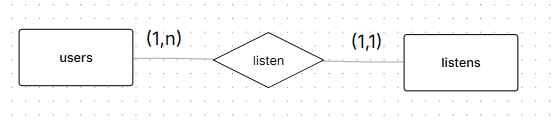 users
(1,n)
listen
(1,1)
listens